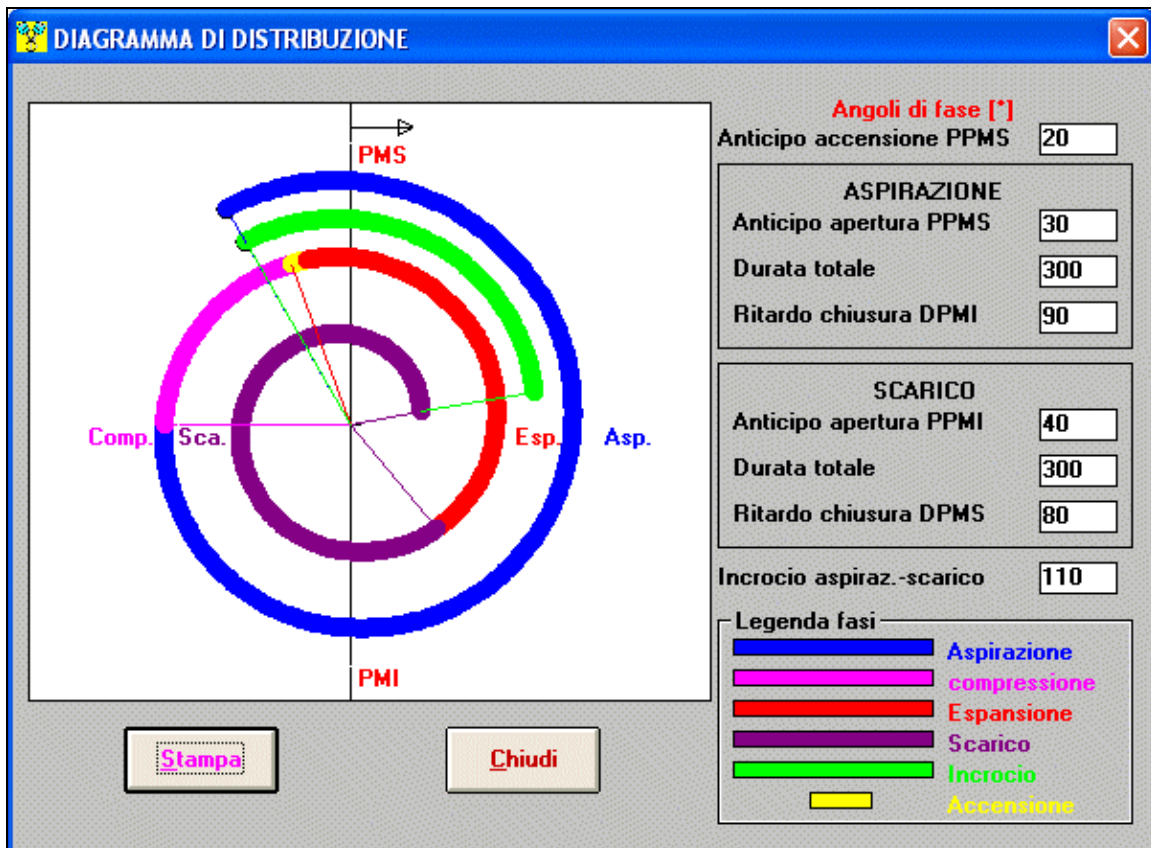 DIAGRAMMA DI DISTRIBUZIONE
PMS
Comp. Sca. Esp. Asp.
PMI
Stampa Chiudi
Angoli di fase [°]
Anticipo accensione PPMS 20
ASPIRAZIONE
Anticipo apertura PPMS 30
Durata totale 300
Ritardo chiusura DPMI 90
SCARICO
Anticipo apertura PPMI 40
Durata totale 300
Ritardo chiusura DPMS 80
Incrocio aspiraz.-scarico 110
Legenda fasi
Aspirazione
compressione
Espansione
Scarico
Incrocio
Accensione